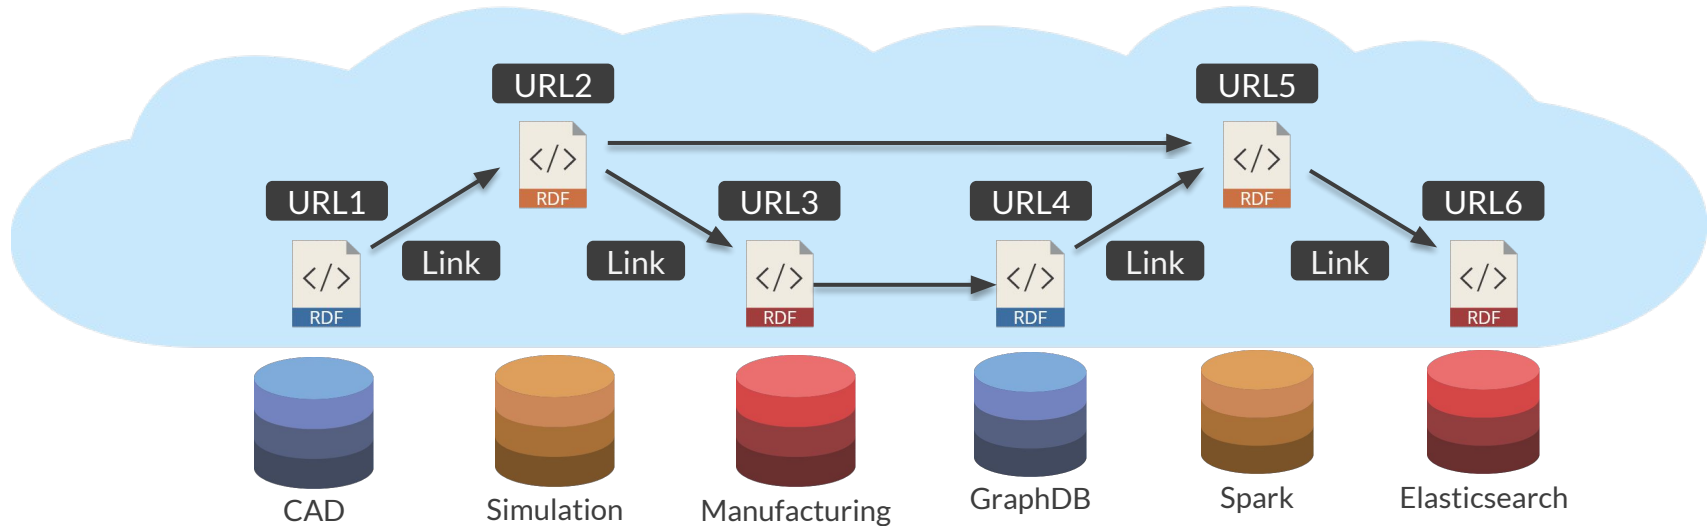 URL2
URL5
</>
RDF
</>
RDF
URL1
URL3
URL4
URL6
Link
Link
Link
Link
</>
RDF
</>
RDF
</>
RDF
</>
RDF
CAD
Simulation
Manufacturing
GraphDB
Spark
Elasticsearch